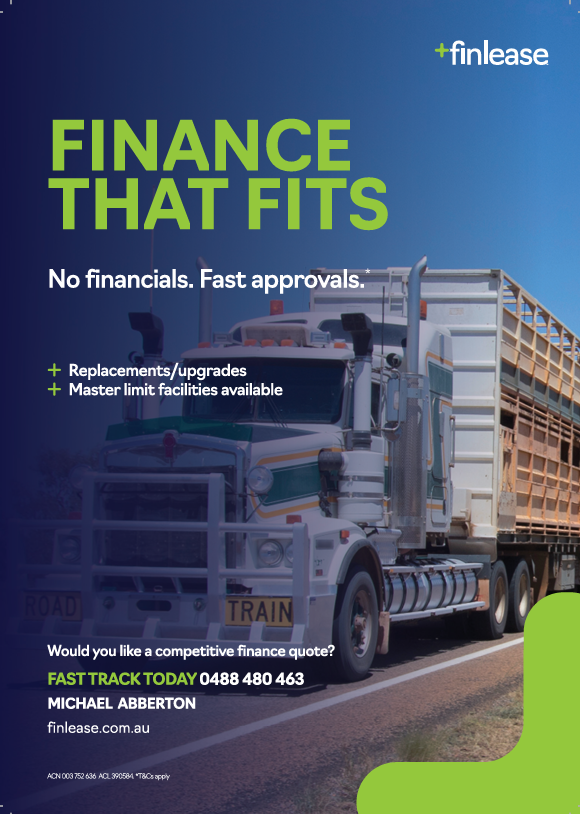 +finlease
FINANCE
THAT FITS
No financials. Fast approvals.*
+ Replacements/upgrades
+ Master limit facilities available
ROAD TRAIN
Would you like a competitive finance quote?
FAST TRACK TODAY 0488 480 463
MICHAEL ABBERTON
finlease.com.au
ACN 003 752 636 ACL 390584. *T&Cs apply